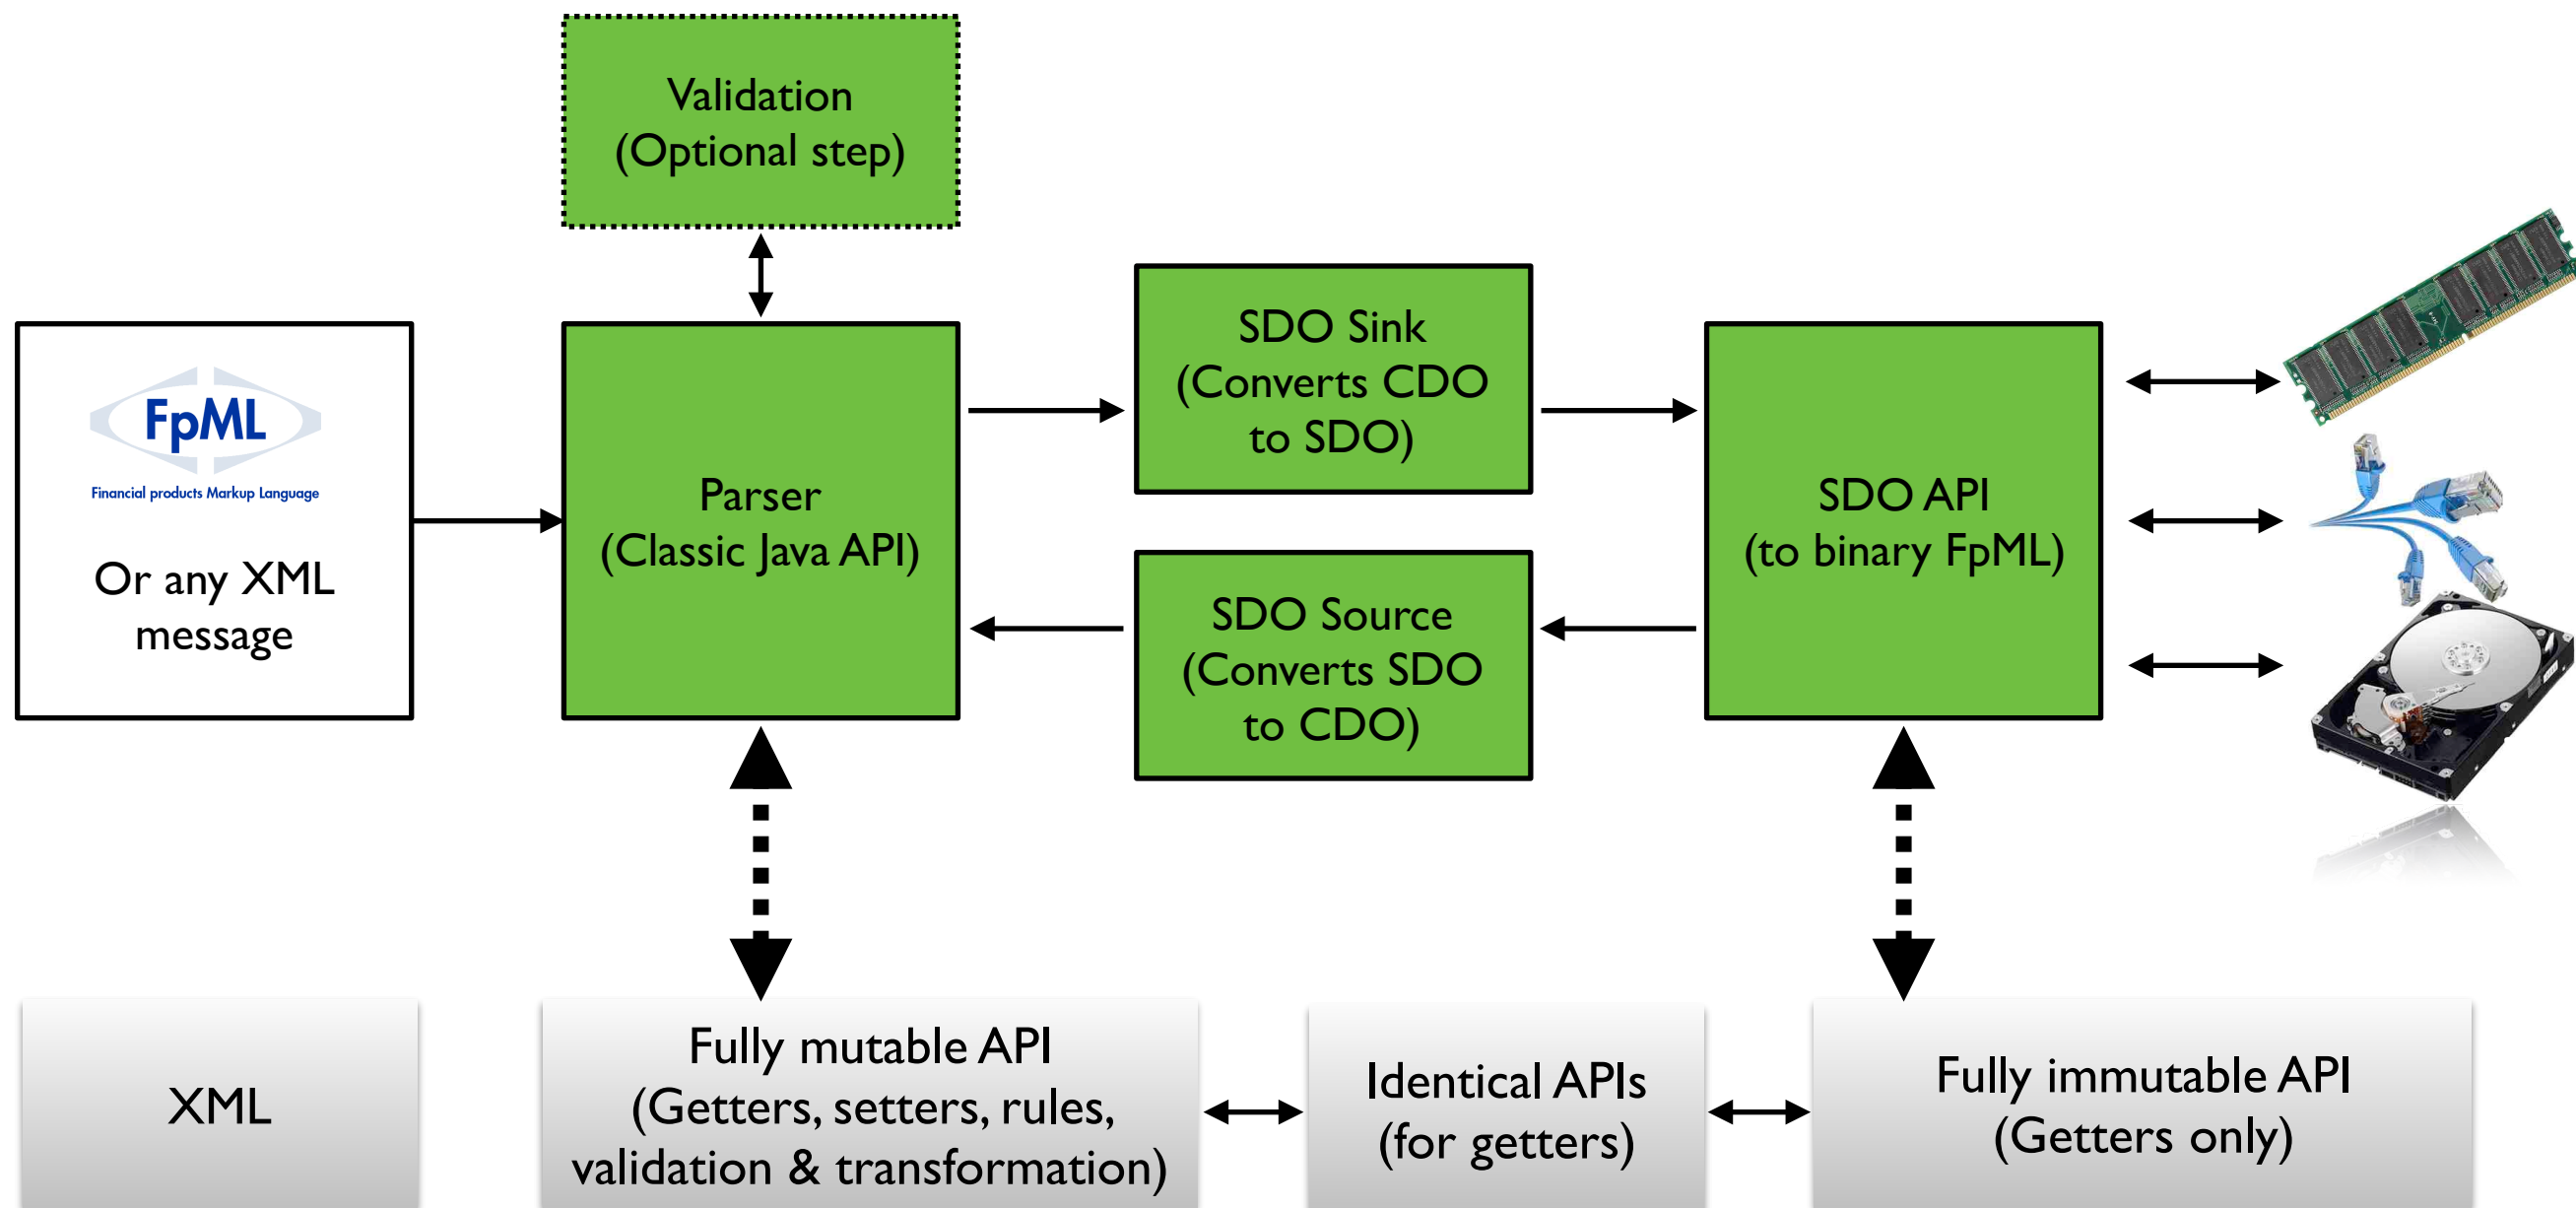 Validation
(Optional step)
FpML
Financial products Markup Language
Or any XML
message
Parser
(Classic Java API)
SDO Sink
(Converts CDO
to SDO)
SDO Source
(Converts SDO
to CDO)
SDO API
(to binary FpML)
XML
Fully mutable API
(Getters, setters, rules,
validation & transformation)
Identical APIs
(for getters)
Fully immutable API
(Getters only)